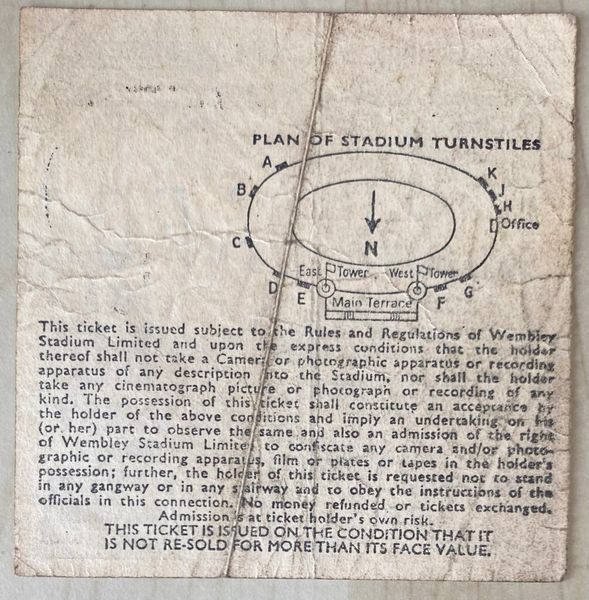 PLAN OF STADIUM TURNSTILES
A
B
C
D
E
F
G
H
J
K
Office
N
East Tower
West Tower
Main Terrace
This ticket is issued subject to the Rules and Regulations of Wembley
Stadium Limited and upon the express conditions that the holder
thereof shall not take a Camera or photographic apparatus or recording
apparatus of any description into the Stadium, nor shall the holder
take any cinematograph picture or photograph or recording of any
kind. The possession of this ticket shall constitute an acceptance by
the holder of the above conditions and imply an undertaking on his
(or her) part to observe the same and also an admission of the right
of Wembley Stadium Limited to confiscate any camera and/or photo-
graphic or recording apparatus, film or plates or tapes in the holder's
possession; further, the holder of this ticket is requested not to stand
in any gangway or in any stairway and to obey the instructions of the
officials in this connection. No money refunded or tickets exchanged.
Admission is at ticket holder's own risk.
THIS TICKET IS ISSUED ON THE CONDITION THAT IT
IS NOT RE-SOLD FOR MORE THAN ITS FACE VALUE.